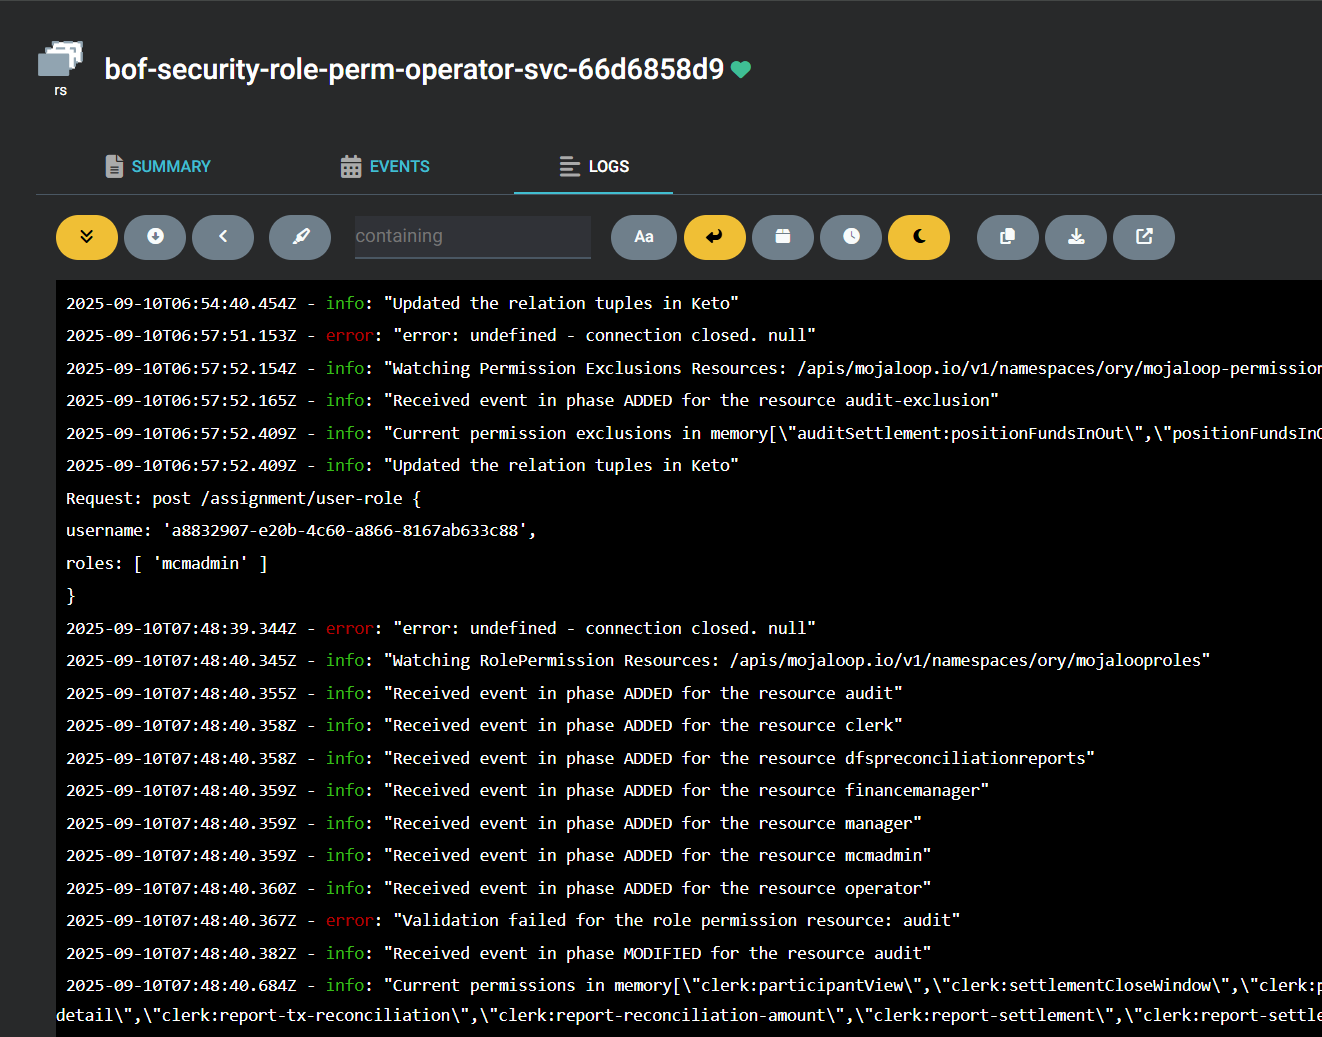 rs
bof-security-role-perm-operator-svc-66d6858d9
SUMMARY
EVENTS
LOGS
containing
Aa
2025-09-10T06:54:40.454Z - info: "Updated the relation tuples in Keto"
2025-09-10T06:57:51.153Z - error: "error: undefined - connection closed. null"
2025-09-10T06:57:52.154Z - info: "Watching Permission Exclusions Resources: /apis/mojaloop.io/v1/namespaces/ory/mojaloop-permission
2025-09-10T06:57:52.165Z - info: "Received event in phase ADDED for the resource audit-exclusion"
2025-09-10T06:57:52.409Z - info: "Current permission exclusions in memory[\"auditSettlement:positionFundsInOut\",\"positionFundsInO
2025-09-10T06:57:52.409Z - info: "Updated the relation tuples in Keto"
Request: post /assignment/user-role {
username: 'a8832907-e20b-4c60-a866-8167ab633c88',
roles: [ 'mcmadmin' ]
}
2025-09-10T07:48:39.344Z - error: "error: undefined - connection closed. null"
2025-09-10T07:48:40.345Z - info: "Watching RolePermission Resources: /apis/mojaloop.io/v1/namespaces/ory/mojalooproles"
2025-09-10T07:48:40.355Z - info: "Received event in phase ADDED for the resource audit"
2025-09-10T07:48:40.358Z - info: "Received event in phase ADDED for the resource clerk"
2025-09-10T07:48:40.358Z - info: "Received event in phase ADDED for the resource dfspreconciliationreports"
2025-09-10T07:48:40.359Z - info: "Received event in phase ADDED for the resource financemanager"
2025-09-10T07:48:40.359Z - info: "Received event in phase ADDED for the resource manager"
2025-09-10T07:48:40.359Z - info: "Received event in phase ADDED for the resource mcmadmin"
2025-09-10T07:48:40.360Z - info: "Received event in phase ADDED for the resource operator"
2025-09-10T07:48:40.367Z - error: "Validation failed for the role permission resource: audit"
2025-09-10T07:48:40.382Z - info: "Received event in phase MODIFIED for the resource audit"
2025-09-10T07:48:40.684Z - info: "Current permissions in memory[\"clerk:participantView\",\"clerk:settlementCloseWindow\",\"clerk:p
detail\",\"clerk:report-tx-reconciliation\",\"clerk:report-reconciliation-amount\",\"clerk:report-settlement\",\"clerk:report-settle